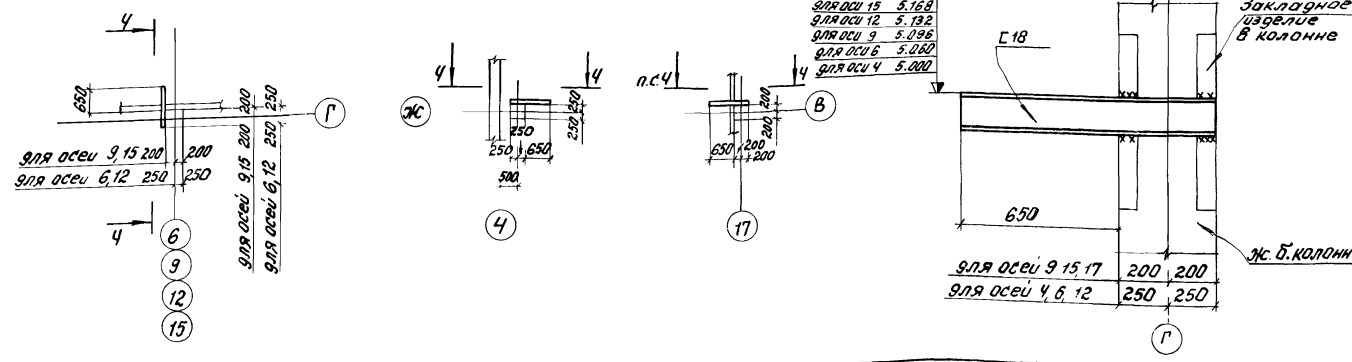 4
650
200
250
Г
200
250
для осей 9,15 200 200
для осей 6,12 250 250
для осей 9,15
для осей 6,12
4
6
9
12
15
4
4
Ж
250
250
250
250
650
500
4
п.с. 4
4
В
200
200
650
200
200
17
для оси 15 5.168
для оси 12 5.132
для оси 9 5.096
для оси 6 5.060
для оси 4 5.000
С18
Закладное
изделие
в колонне
650
ж.б.колонн
для осей 9 15,17 200 200
для осей 4, 6, 12 250 250
Г